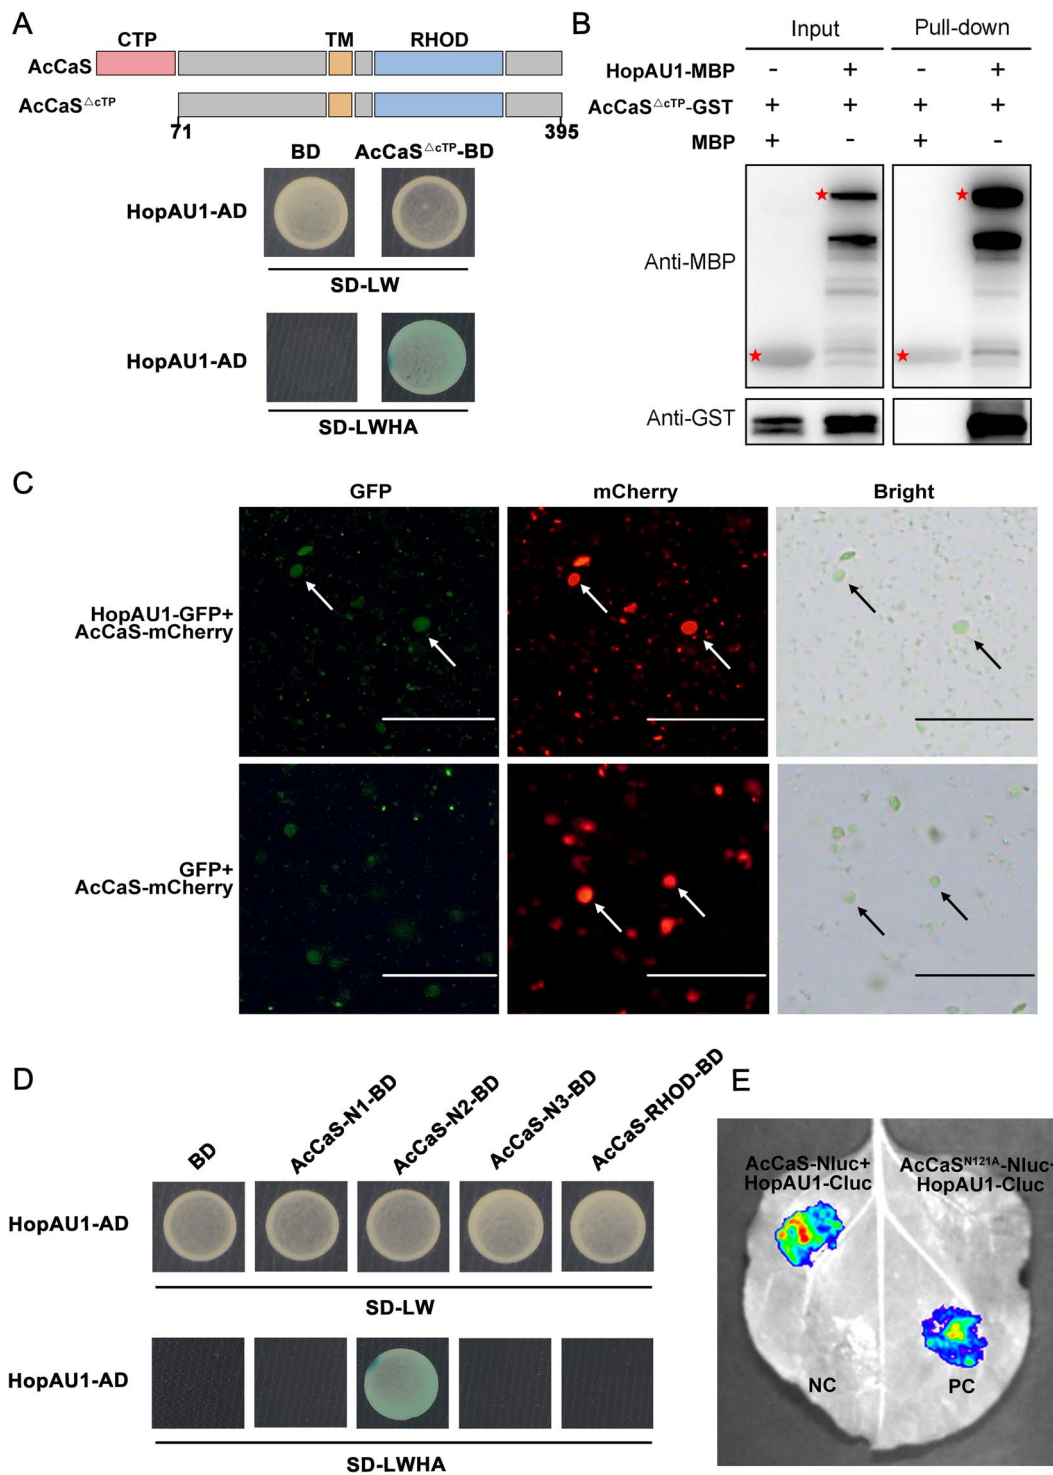 A
CTP TM RHOD
AcCaS
AcCaS△cTP
71 395
BD AcCaS△cTP-BD
HopAU1-AD
SD-LW
HopAU1-AD
SD-LWHA
B
Input Pull-down
HopAU1-MBP - + - +
AcCaS△cTP-GST + + + +
MBP + - + -
Anti-MBP
Anti-GST
C
GFP mCherry Bright
HopAU1-GFP+
AcCaS-mCherry
GFP+
AcCaS-mCherry
D
BD AcCaS-N1-BD AcCaS-N2-BD AcCaS-N3-BD AcCaS-RHOD-BD
HopAU1-AD
SD-LW
HopAU1-AD
SD-LWHA
E
AcCaS-Nluc+ AcCaSN121A-Nluc+
HopAU1-Cluc HopAU1-Cluc
NC PC